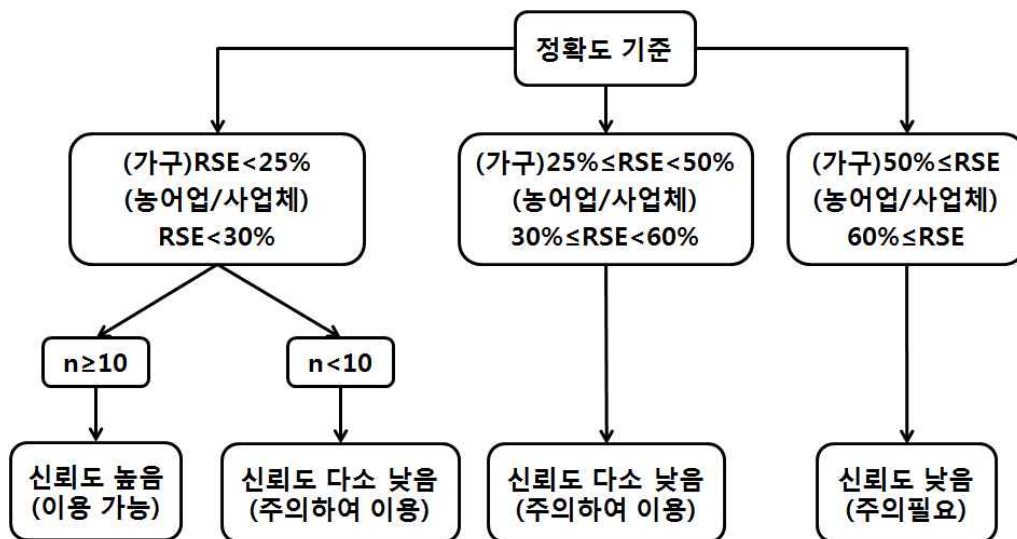 정확도 기준
(가구)RSE<25%
(농어업/사업체)
RSE<30%
(가구)25%≤RSE<50%
(농어업/사업체)
30%≤RSE<60%
(가구)50%≤RSE
(농어업/사업체)
60%≤RSE
n≥10
n<10
신뢰도 높음
(이용 가능)
신뢰도 다소 낮음
(주의하여 이용)
신뢰도 다소 낮음
(주의하여 이용)
신뢰도 낮음
(주의필요)